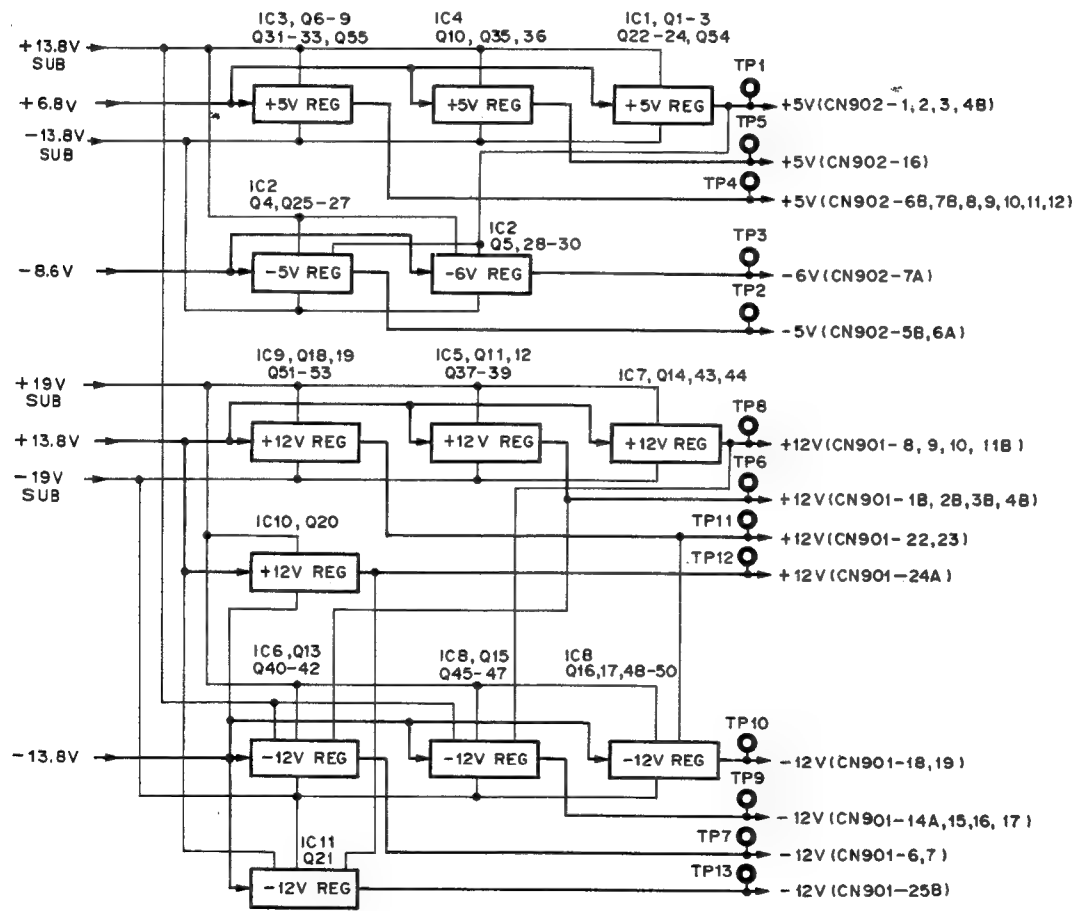 IC3, Q6-9
Q31-33, Q55
IC4
Q10, Q35, 36
IC1, Q1-3
Q22-24, Q54
+13.8V
SUB
TP1
+6.8V
+5V REG
+5V REG
+5V REG
+5V(CN902-1, 2, 3, 4B)
TP5
-13.8V
SUB
+5V(CN902-16)
TP4
+5V(CN902-6B, 7B, 8, 9, 10, 11, 12)
IC2
Q4, Q25-27
IC2
Q5, 28-30
TP3
-8.6V
-5V REG
-6V REG
-6V(CN902-7A)
TP2
-5V(CN902-5B, 6A)
IC9, Q18, 19
Q51-53
IC5, Q11, 12
Q37-39
IC7, Q14, 43, 44
+19V
SUB
TP8
+13.8V
+12V REG
+12V REG
+12V REG
+12V(CN901-8, 9, 10, 11B)
TP6
-19V
SUB
+12V(CN901-1B, 2B, 3B, 4B)
TP11
+12V(CN901-22, 23)
IC10, Q20
TP12
+12V REG
+12V(CN901-24A)
IC6, Q13
Q40-42
IC8, Q15
Q45-47
IC8
Q16, 17, 48-50
TP10
-13.8V
-12V REG
-12V REG
-12V REG
-12V(CN901-18, 19)
TP9
-12V(CN901-14A, 15, 16, 17)
TP7
-12V(CN901-6, 7)
IC11
Q21
TP13
-12V REG
-12V(CN901-25B)